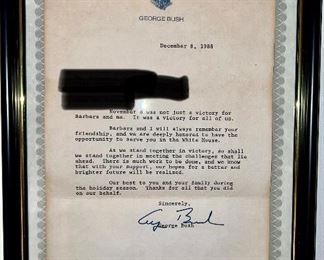 GEORGE BUSH
December 8, 1988
November 8 was not just a victory for
Barbara and me. It was a victory for all of us.
Barbara and I will always remember your
friendship, and we are deeply honored to have the
opportunity to serve you in the White House.
As we stand together in victory, so shall
we stand together in meeting the challenges that lie
ahead. There is much work to be done, and we know
that with your support, our hopes for a better and
brighter future will be realized.
Our best to you and your family during
the holiday season. Thanks for all that you did
on our behalf.
Sincerely,
George Bush